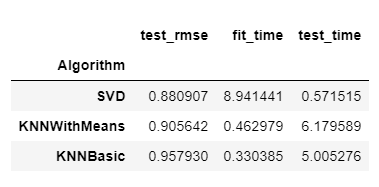 test_rmse fit_time test_time
Algorithm
SVD 0.880907 8.941441 0.571515
KNNWithMeans 0.905642 0.462979 6.179589
KNNBasic 0.957930 0.330385 5.005276